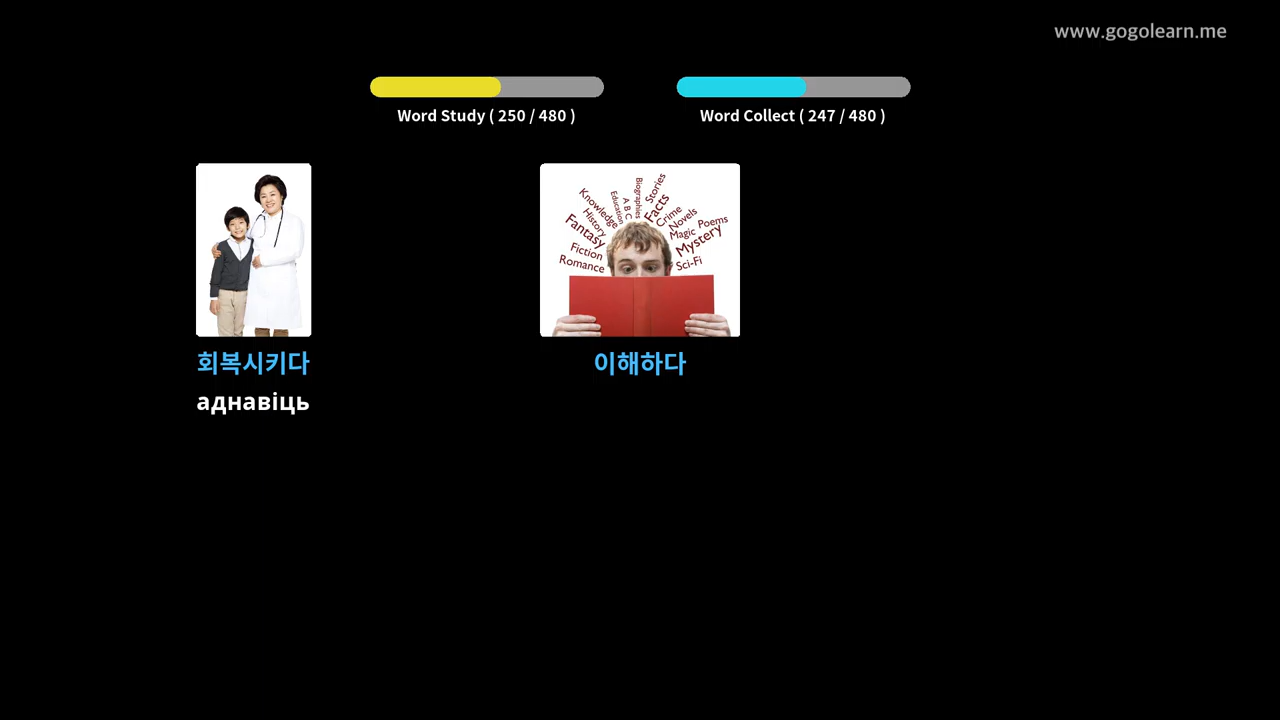 www.gogolearn.me
Word Study ( 250 / 480 )
Word Collect ( 247 / 480 )
Knowledge
History
Fantasy
Fiction
Romance
Education
A B C
Biographies
Stories
Facts
Crime
Novels
Magic
Poems
Mystery
Sci-Fi
회복시키다
аднавіць
이해하다